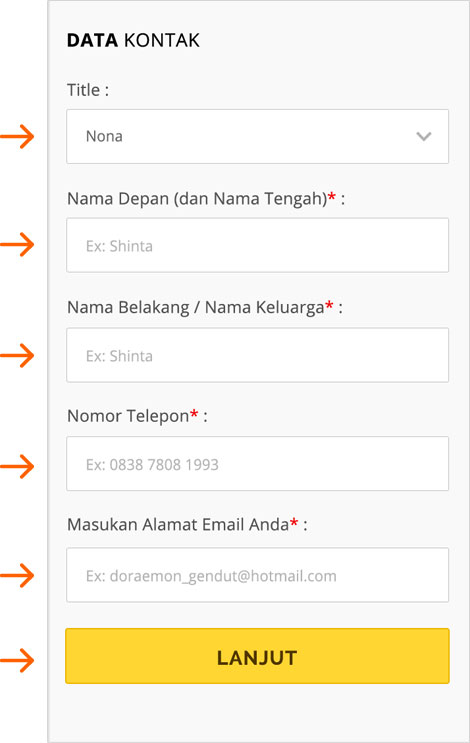 DATA KONTAK
Title :
Nona
Nama Depan (dan Nama Tengah)* :
Ex: Shinta
Nama Belakang / Nama Keluarga* :
Ex: Shinta
Nomor Telepon* :
Ex: 0838 7808 1993
Masukan Alamat Email Anda* :
Ex: doraemon_gendut@hotmail.com
LANJUT